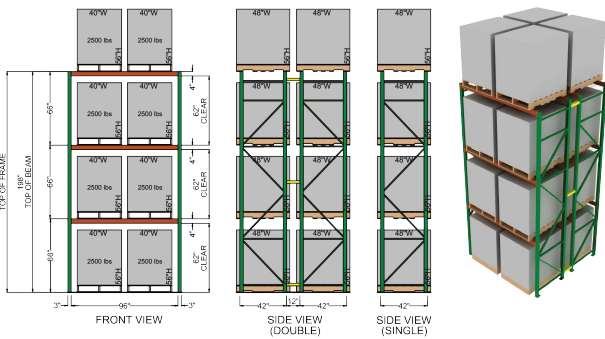 40"W 40"W
2500 lbs 2500 lbs 56"H
40"W 40"W
2500 lbs 2500 lbs 56"H
40"W 40"W
2500 lbs 2500 lbs 56"H
40"W 40"W
2500 lbs 2500 lbs 56"H
TOP OF FRAME
198"
TOP OF BEAM
66"
66"
66"
4"
62"
CLEAR
4"
62"
CLEAR
4"
62"
CLEAR
3" 96" 3"
FRONT VIEW
48"W 48"W
56"H 56"H
48"W 48"W
56"H 56"H
48"W 48"W
56"H 56"H
48"W 48"W
56"H 56"H
42" 12" 42"
SIDE VIEW
(DOUBLE)
48"W
56"H
48"W
56"H
48"W
56"H
48"W
56"H
42"
SIDE VIEW
(SINGLE)